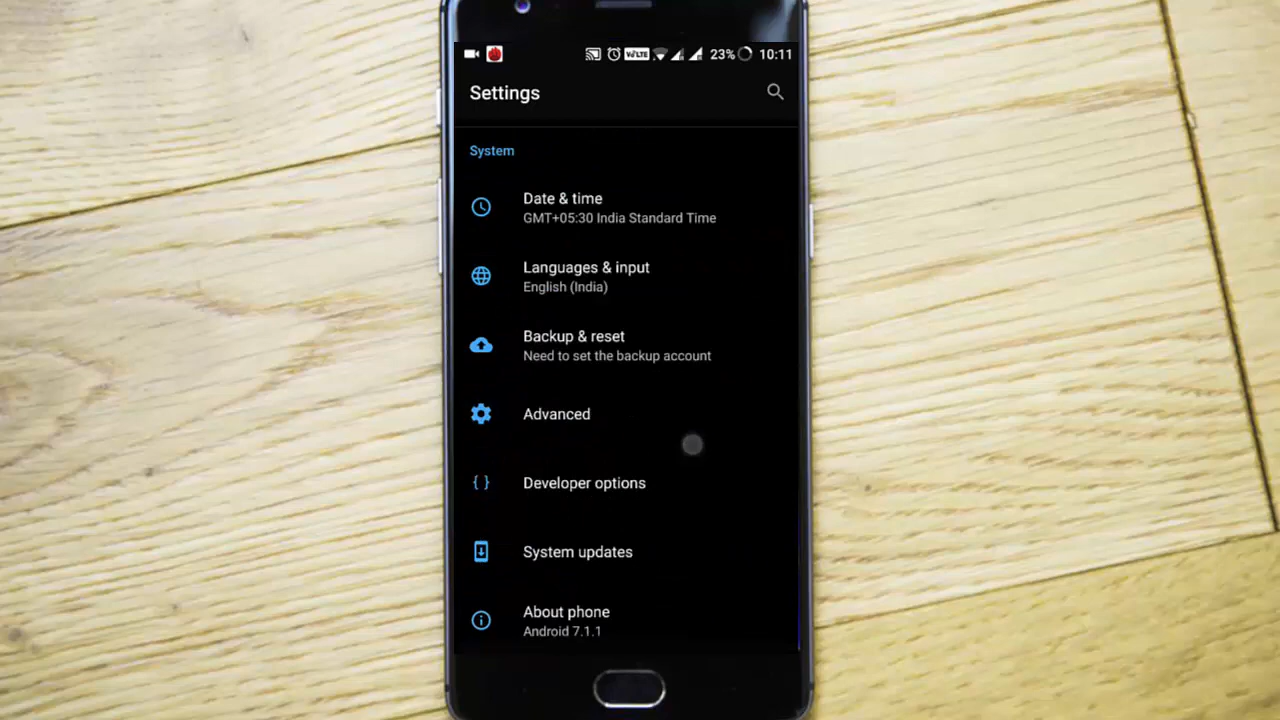 VoLTE 23% 10:11
Settings
System
Date & time
GMT+05:30 India Standard Time
Languages & input
English (India)
Backup & reset
Need to set the backup account
Advanced
{ } Developer options
System updates
About phone
Android 7.1.1